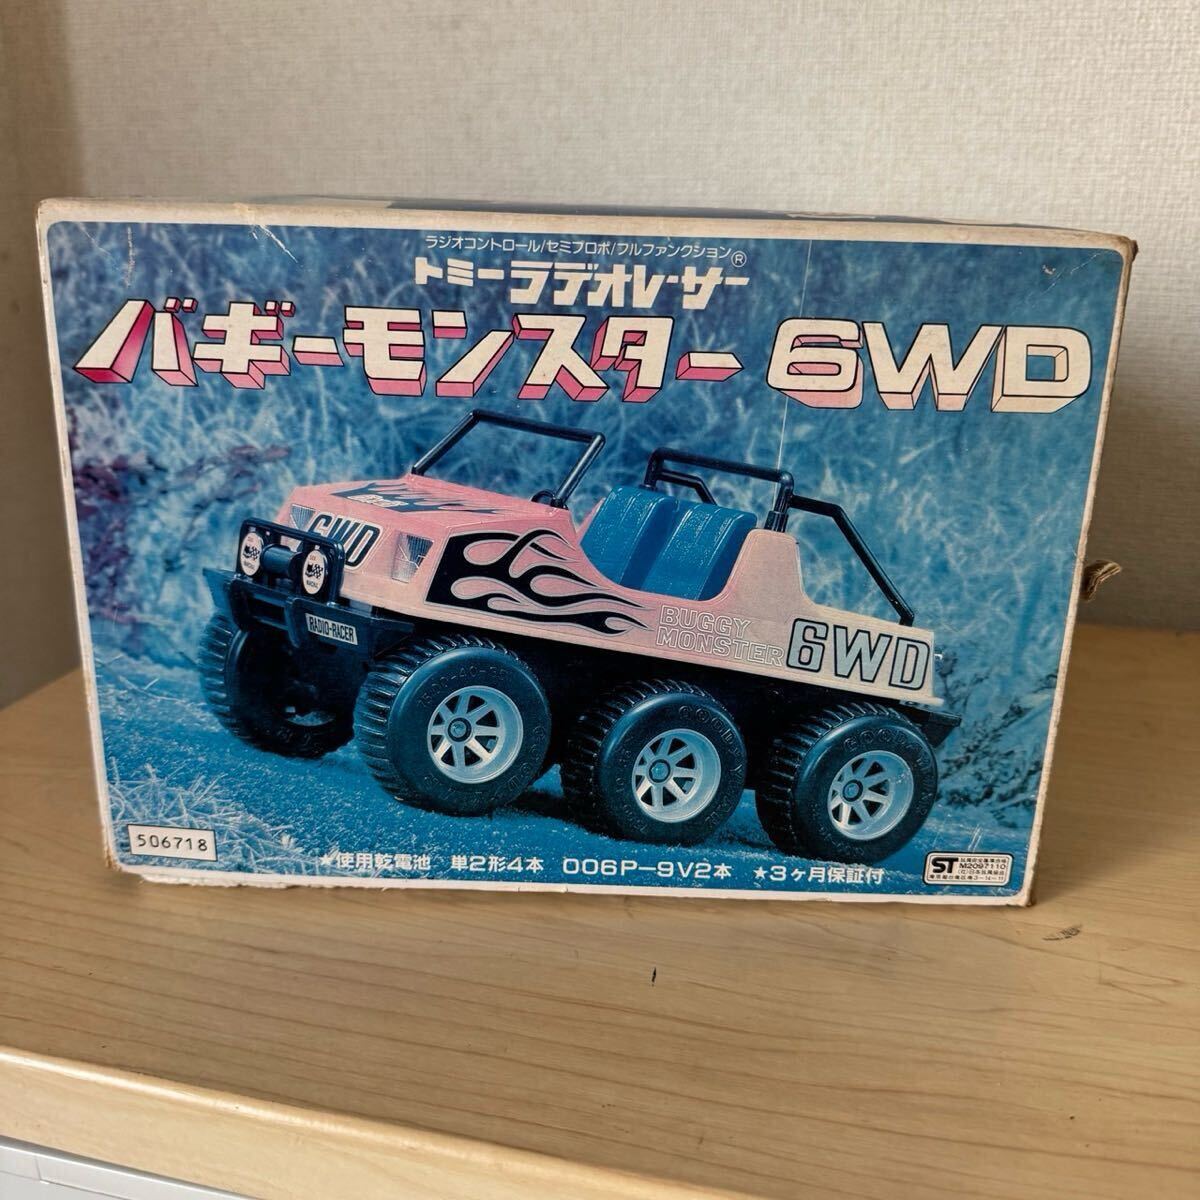 ラジオコントロール/セミプロポ/フルファンクション®
トミーラデオレーサー
バギーモンスター 6WD
6WD
RADIO-RACER
BUGGY
MONSTER
6WD
506718
★使用乾電池 単2形4本 006P-9V2本 ★3ヶ月保証付
ST
M2097110